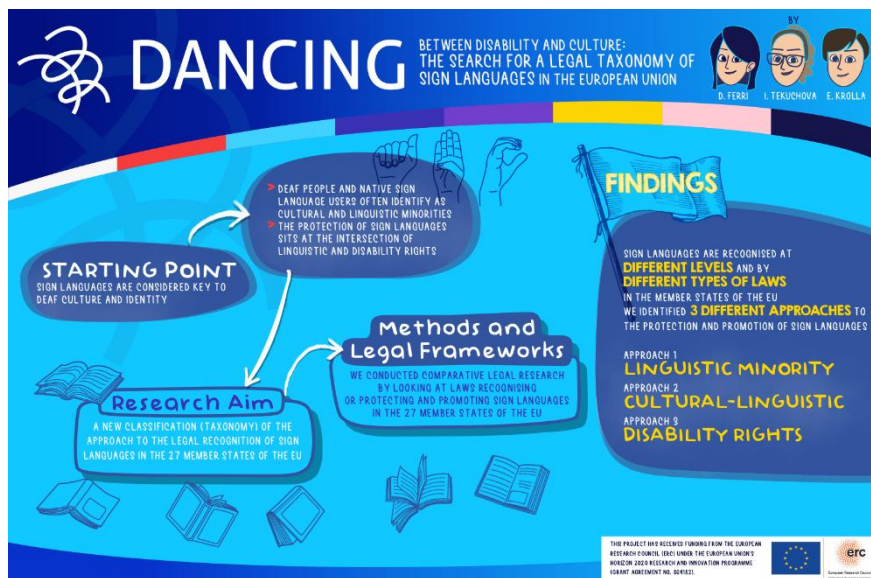 DANCING
BETWEEN DISABILITY AND CULTURE:
THE SEARCH FOR A LEGAL TAXONOMY OF
SIGN LANGUAGES IN THE EUROPEAN UNION
BY
D. FERRI I. TEKUCHOVA E. KROLLA
STARTING POINT
SIGN LANGUAGES ARE CONSIDERED KEY TO
DEAF CULTURE AND IDENTITY
> DEAF PEOPLE AND NATIVE SIGN
LANGUAGE USERS OFTEN IDENTIFY AS
CULTURAL AND LINGUISTIC MINORITIES
> THE PROTECTION OF SIGN LANGUAGES
SITS AT THE INTERSECTION OF
LINGUISTIC AND DISABILITY RIGHTS
Research Aim
A NEW CLASSIFICATION (TAXONOMY) OF THE
APPROACH TO THE LEGAL RECOGNITION OF SIGN
LANGUAGES IN THE 27 MEMBER STATES OF THE EU
Methods and
Legal Frameworks
WE CONDUCTED COMPARATIVE LEGAL RESEARCH
BY LOOKING AT LAWS RECOGNISING
OR PROTECTING AND PROMOTING SIGN LANGUAGES
IN THE 27 MEMBER STATES OF THE EU
FINDINGS
SIGN LANGUAGES ARE RECOGNISED AT
DIFFERENT LEVELS AND BY
DIFFERENT TYPES OF LAWS
IN THE MEMBER STATES OF THE EU
WE IDENTIFIED 3 DIFFERENT APPROACHES TO
THE PROTECTION AND PROMOTION OF SIGN LANGUAGES
APPROACH 1
LINGUISTIC MINORITY
APPROACH 2
CULTURAL-LINGUISTIC
APPROACH 3
DISABILITY RIGHTS
THIS PROJECT HAS RECEIVED FUNDING FROM THE EUROPEAN
RESEARCH COUNCIL (ERC) UNDER THE EUROPEAN UNION'S
HORIZON 2020 RESEARCH AND INNOVATION PROGRAMME
(GRANT AGREEMENT NO. 864182).
erc
European Research Council